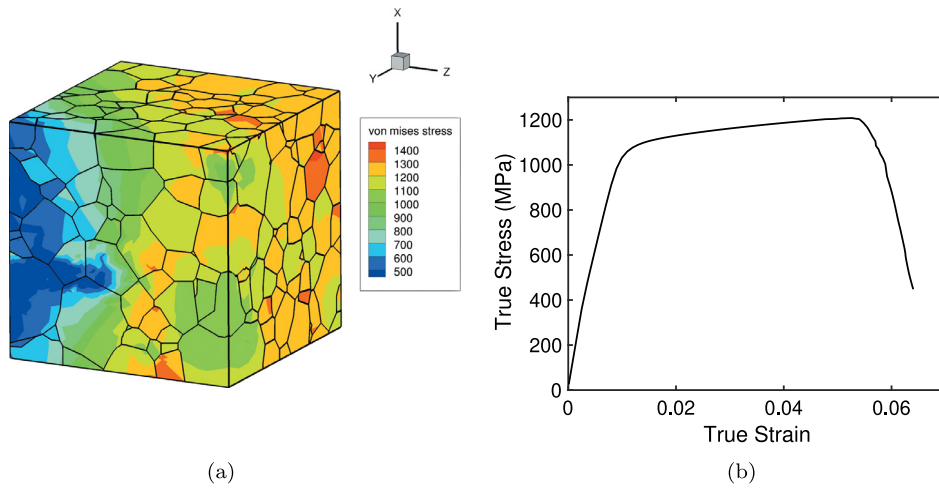 X
Y
Z
von mises stress
1400
1300
1200
1100
1000
900
800
700
600
500
True Stress (MPa)
1200
1000
800
600
400
200
0
0 0.02 0.04 0.06
True Strain
(a)
(b)